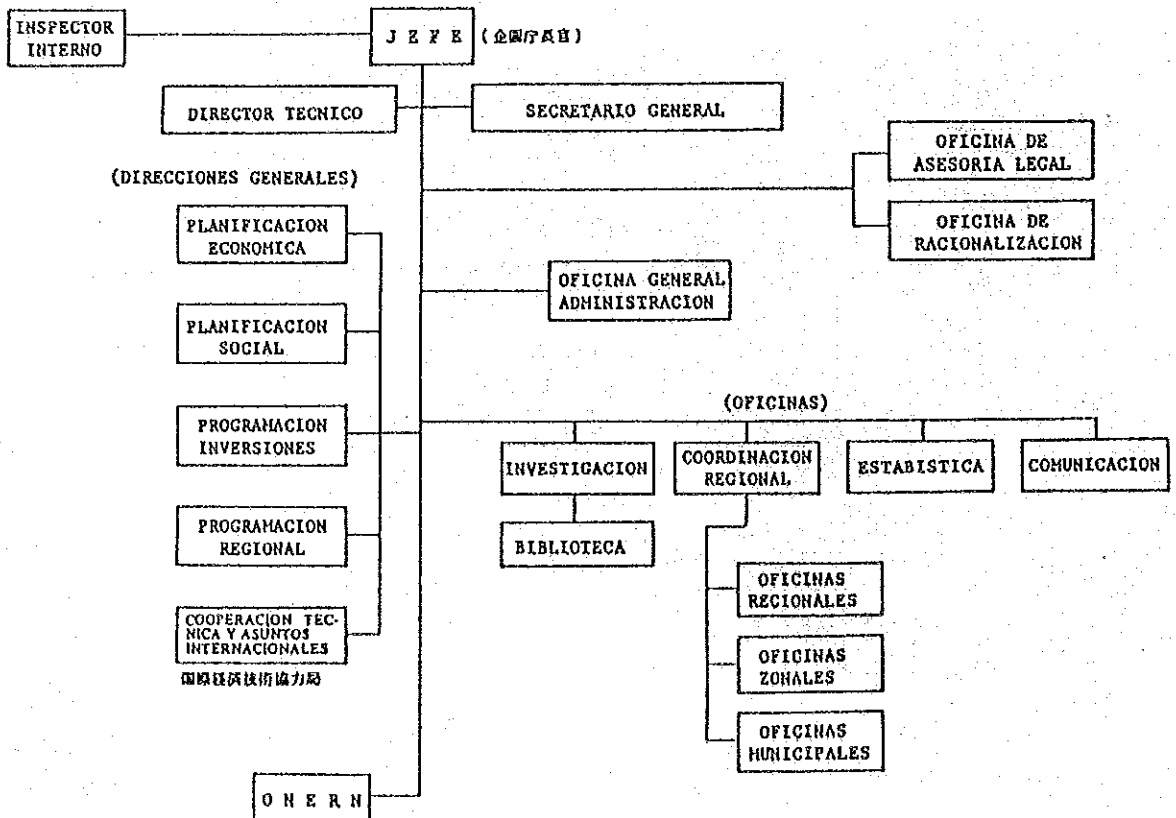 INSPECTOR
INTERNO
J E F E (企画庁長官)
DIRECTOR TECNICO
SECRETARIO GENERAL
OFICINA DE
ASESORIA LEGAL
(DIRECCIONES GENERALES)
PLANIFICACION
ECONOMICA
OFICINA DE
RACIONALIZACION
OFICINA GENERAL
ADMINISTRACION
PLANIFICACION
SOCIAL
(OFICINAS)
PROGRAMACION
INVERSIONES
INVESTIGACION
COORDINACION
REGIONAL
ESTABISTICA
COMUNICACION
PROGRAMACION
REGIONAL
BIBLIOTECA
OFICINAS
REGIONALES
COOPERACION TEC-
NICA Y ASUNTOS
INTERNACIONALES
国際経済技術協力局
OFICINAS
ZONALES
OFICINAS
MUNICIPALES
O N E R N